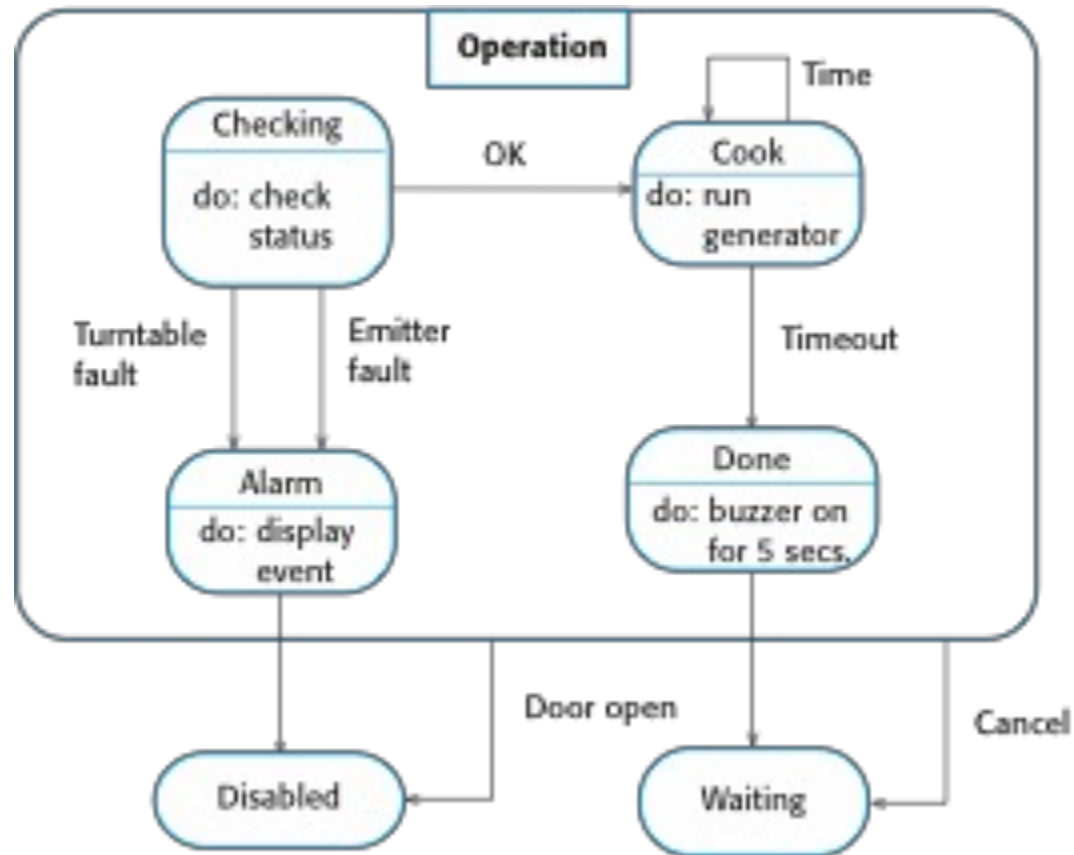 Operation
Time
Checking
OK
Cook
do: check
status
do: run
generator
Turntable
fault
Emitter
fault
Timeout
Alarm
do: display
event
Done
do: buzzer on
for 5 secs.
Door open
Cancel
Disabled
Waiting